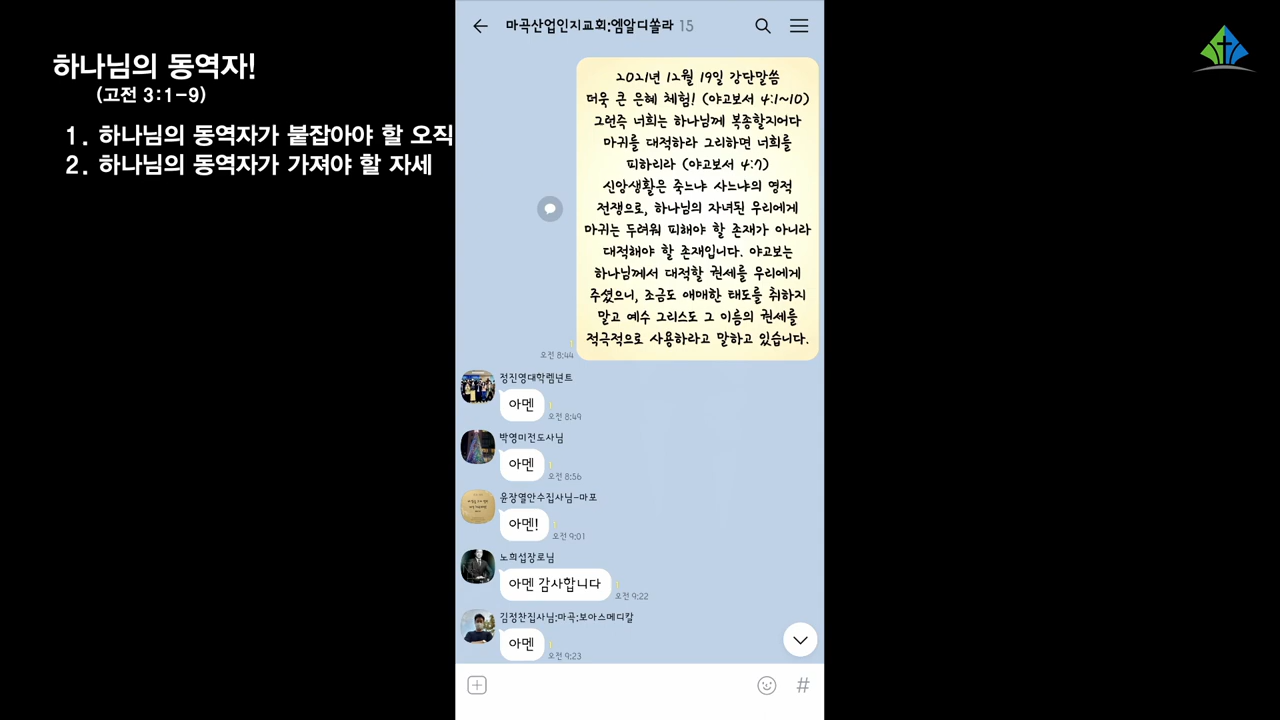 하나님의 동역자!
(고전 3:1-9)
1. 하나님의 동역자가 붙잡아야 할 오직
2. 하나님의 동역자가 가져야 할 자세
마곡산업인지교회:엠알디쏠라 15
2021년 12월 19일 강단말씀
더욱 큰 은혜 체험! (야고보서 4:1~10)
그런즉 너희는 하나님께 복종할지어다
마귀를 대적하라 그리하면 너희를
피하리라 (야고보서 4:7)
신앙생활은 죽느냐 사느냐의 영적
전쟁으로, 하나님의 자녀된 우리에게
마귀는 두려워 피해야 할 존재가 아니라
대적해야 할 존재입니다. 야고보는
하나님께서 대적할 권세를 우리에게
주셨으니, 조금도 애매한 태도를 취하지
말고 예수 그리스도 그 이름의 권세를
적극적으로 사용하라고 말하고 있습니다.
1
오전 8:44
정진영대학렘넌트
아멘
1
오전 8:49
박영미전도사님
아멘
1
오전 8:56
윤장열안수집사님-마포
아멘!
1
오전 9:01
노희섭장로님
아멘 감사합니다
1
오전 9:22
김정찬집사님:마곡:보아스메디칼
아멘
1
오전 9:23
#